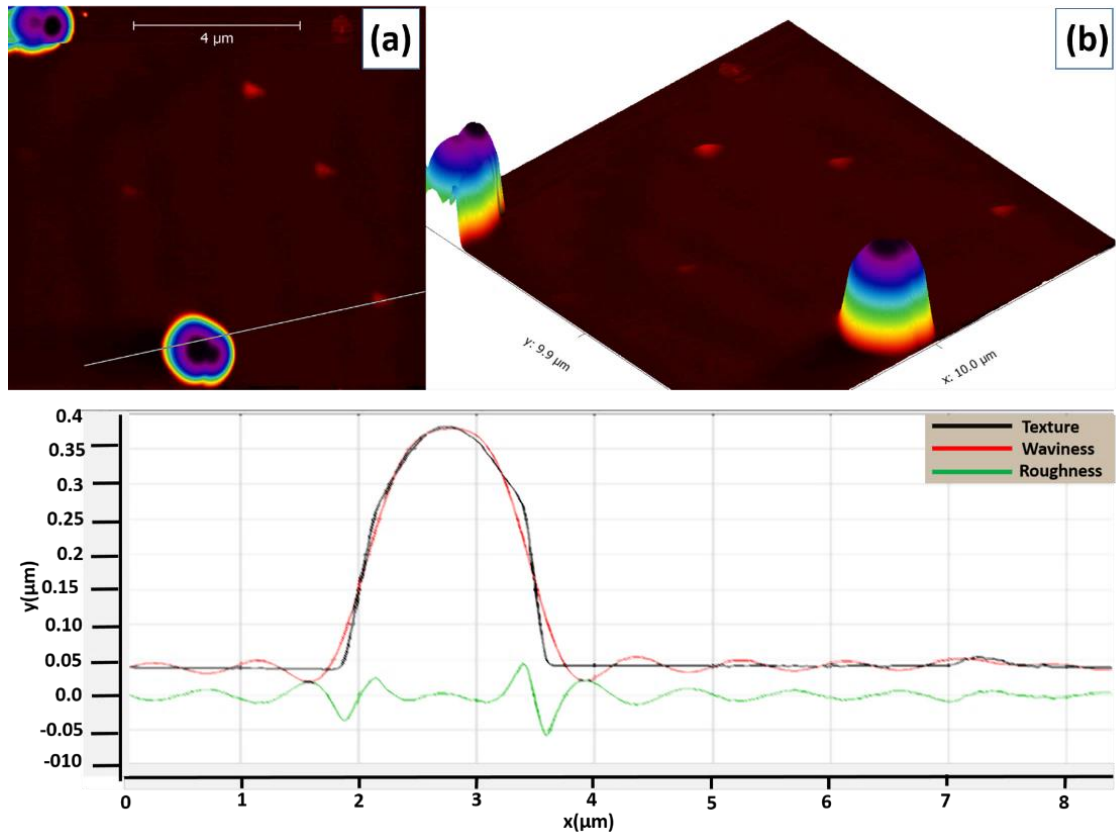 (a)
4 µm
(b)
y: 9.9 µm
x: 10.0 µm
Texture
Waviness
Roughness
y(µm)
0.4
0.35
0.3
0.25
0.2
0.15
0.10
0.05
0.0
-0.05
-010
0 1 2 3 4 5 6 7 8
x(µm)